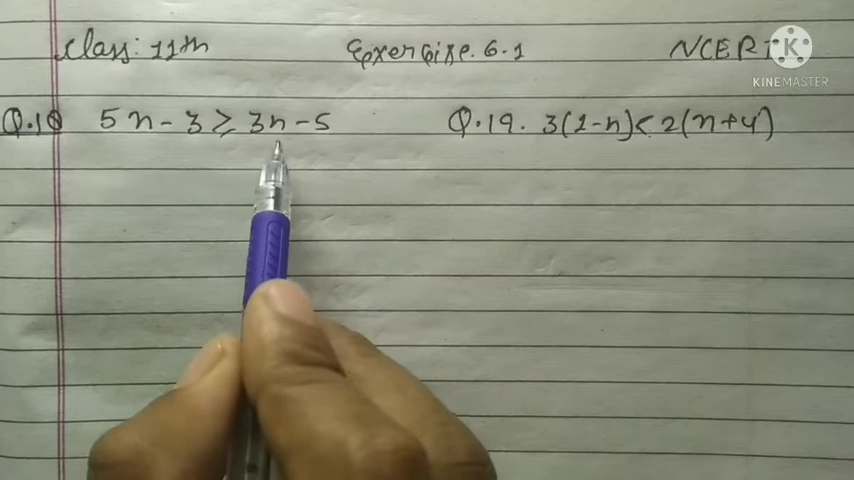 Class: 11th Exercise. 6.1 NCERT
K
KINEMASTER
Q.18 5x - 3 ≥ 3x - 5 Q.19. 3(1-x) < 2(x+4)